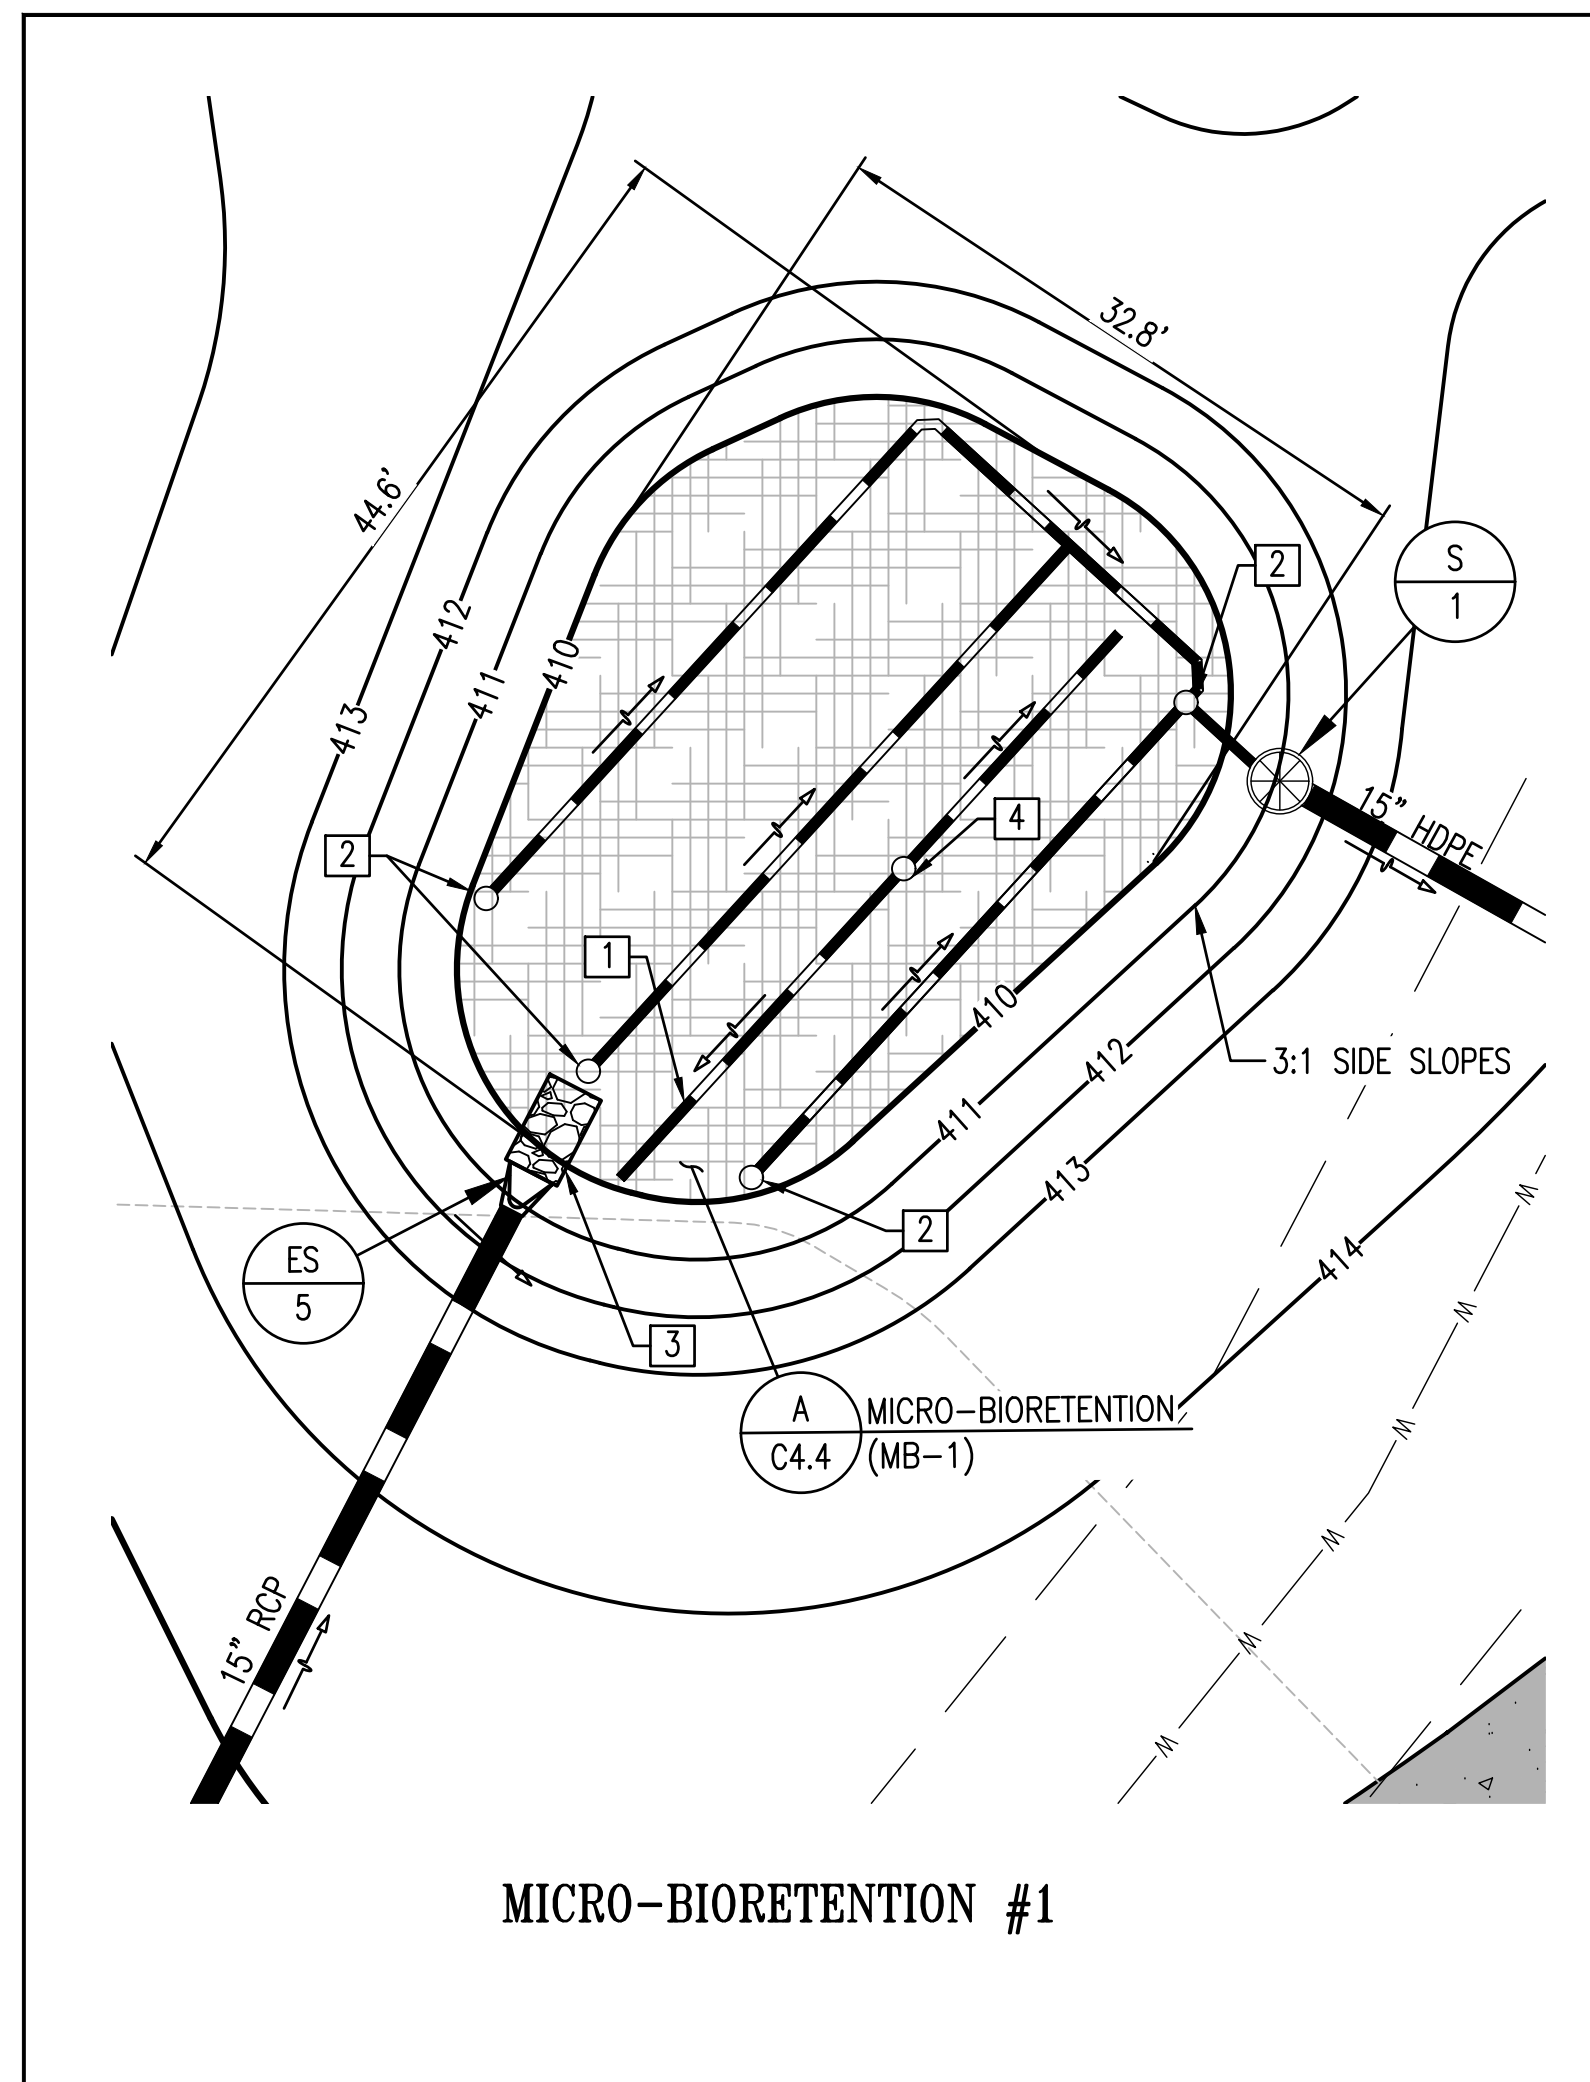 32.8'
44.6'
2
S
1
412
411
410
413
4
15" HDPE
2
1
410
412
3:1 SIDE SLOPES
411
413
W
2
414
ES
5
W
3
A
C4.4
MICRO-BIORETENTION
(MB-1)
W
W
15" RCP
W
W
MICRO-BIORETENTION #1